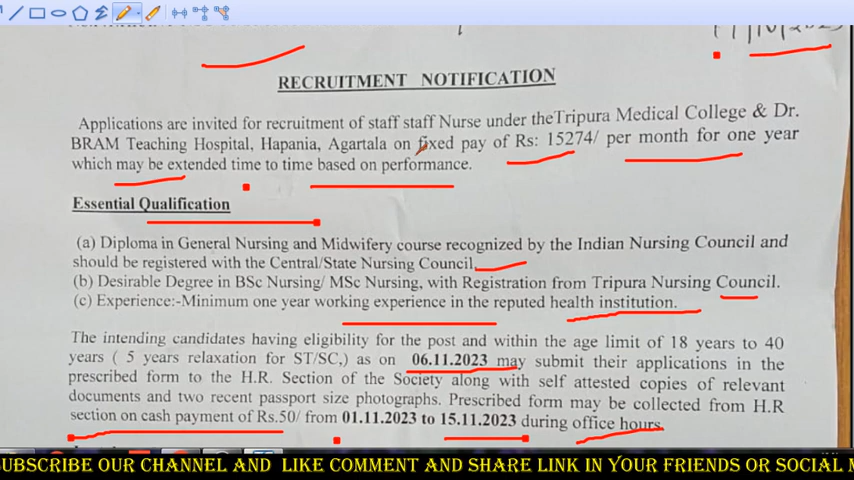 RECRUITMENT NOTIFICATION
Applications are invited for recruitment of staff staff Nurse under theTripura Medical College & Dr.
BRAM Teaching Hospital, Hapania, Agartala on fixed pay of Rs: 15274/ per month for one year
which may be extended time to time based on performance.
Essential Qualification
(a) Diploma in General Nursing and Midwifery course recognized by the Indian Nursing Council and
should be registered with the Central/State Nursing Council.
(b) Desirable Degree in BSc Nursing/ MSc Nursing, with Registration from Tripura Nursing Council.
(c) Experience:-Minimum one year working experience in the reputed health institution.
The intending candidates having eligibility for the post and within the age limit of 18 years to 40
years ( 5 years relaxation for ST/SC,) as on 06.11.2023 may submit their applications in the
prescribed form to the H.R. Section of the Society along with self attested copies of relevant
documents and two recent passport size photographs. Prescribed form may be collected from H.R
section on cash payment of Rs.50/ from 01.11.2023 to 15.11.2023 during office hours.
SUBSCRIBE OUR CHANNEL AND LIKE COMMENT AND SHARE LINK IN YOUR FRIENDS OR SOCIAL M